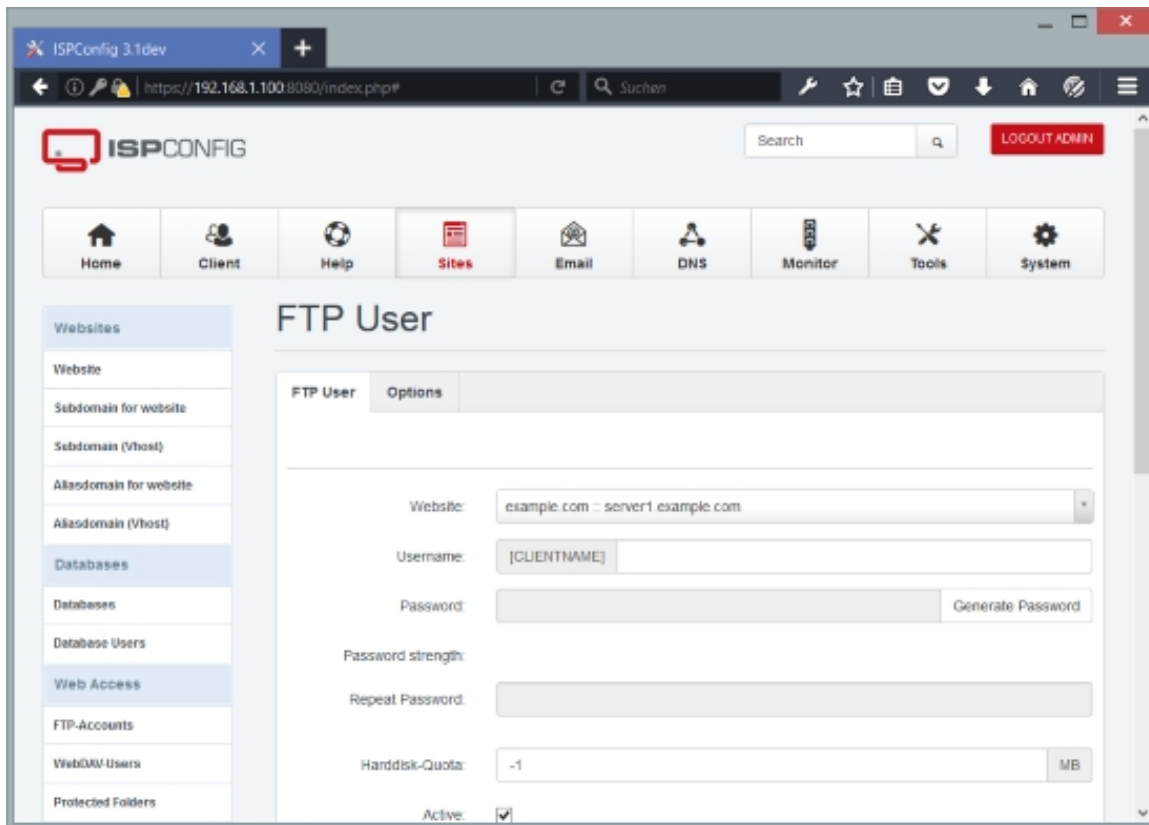 ISPConfig 3.1dev
https://192.168.1.100:8080/index.php#
Suchen
ISPCONFIG
Search
LOGOUT ADMIN
Home
Client
Help
Sites
Email
DNS
Monitor
Tools
System
Websites
Website
Subdomain for website
Subdomain (Vhost)
Aliasdomain for website
Aliasdomain (Vhost)
Databases
Databases
Database Users
Web Access
FTP-Accounts
WebDAV-Users
Protected Folders
FTP User
FTP User
Options
Website:
example.com :: server1.example.com
Username:
[CLIENTNAME]
Password:
Generate Password
Password strength:
Repeat Password:
Harddisk-Quota:
-1
MB
Active: